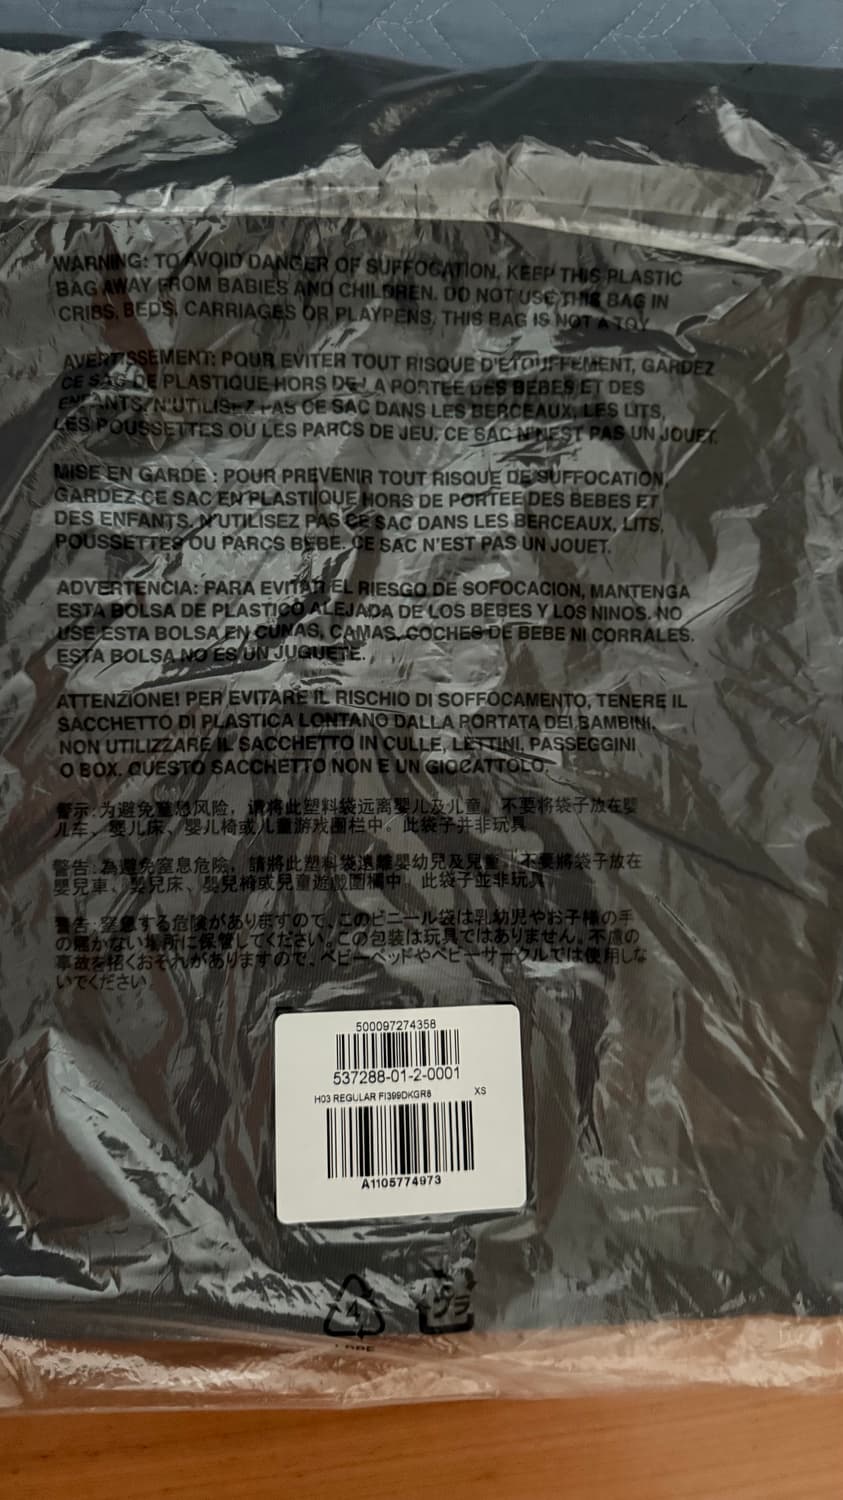 WARNING: TO AVOID DANGER OF SUFFOCATION, KEEP THIS PLASTIC
BAG AWAY FROM BABIES AND CHILDREN. DO NOT USE THIS BAG IN
CRIBS, BEDS, CARRIAGES OR PLAYPENS, THIS BAG IS NOT A TOY
AVERTISSEMENT: POUR EVITER TOUT RISQUE D'ETOUFFEMENT, GARDEZ
CE SAC DE PLASTIQUE HORS DE LA PORTEE DES BEBES ET DES
ENFANTS. N'UTILISEZ PAS CE SAC DANS LES BERCEAUX, LES LITS,
LES POUSSETTES OU LES PARCS DE JEU. CE SAC N'NEST PAS UN JOUET.
MISE EN GARDE : POUR PREVENIR TOUT RISQUE DE SUFFOCATION,
GARDEZ CE SAC EN PLASTIIQUE HORS DE PORTEE DES BEBES ET
DES ENFANTS. N'UTILISEZ PAS CE SAC DANS LES BERCEAUX, LITS,
POUSSETTES OU PARCS BEBE. CE SAC N'EST PAS UN JOUET.
ADVERTENCIA: PARA EVITAR EL RIESGO DE SOFOCACION, MANTENGA
ESTA BOLSA DE PLASTICO ALEJADA DE LOS BEBES Y LOS NINOS. NO
USE ESTA BOLSA EN CUNAS, CAMAS, COCHES DE BEBE NI CORRALES.
ESTA BOLSA NO ES UN JUGUETE.
ATTENZIONE! PER EVITARE IL RISCHIO DI SOFFOCAMENTO, TENERE IL
SACCHETTO DI PLASTICA LONTANO DALLA PORTATA DEI BAMBINI.
NON UTILIZZARE IL SACCHETTO IN CULLE, LETTINI, PASSEGGINI
O BOX. QUESTO SACCHETTO NON E UN GIOCATTOLO.
警示:为避免窒息风险，请将此塑料袋远离婴儿及儿童。不要将袋子放在婴
儿车、婴儿床、婴儿椅或儿童游戏围栏中。此袋子并非玩具
警告:為避免窒息危險，請將此塑料袋遠離嬰幼兒及兒童。不要將袋子放在
嬰兒車、嬰兒床、嬰兒椅或兒童遊戲圍欄中。此袋子並非玩具
警告:窒息する危険がありますので、このビニール袋は乳幼児やお子様の手
の届かない場所に保管してください。この包装は玩具ではありません。不慮の
事故を招くおそれがありますので、ベビーベッドやベビーサークルでは使用しな
いでください
500097274358
537288-01-2-0001
H03 REGULAR FI399DKGR8 XS
A1105774973
4 プラ